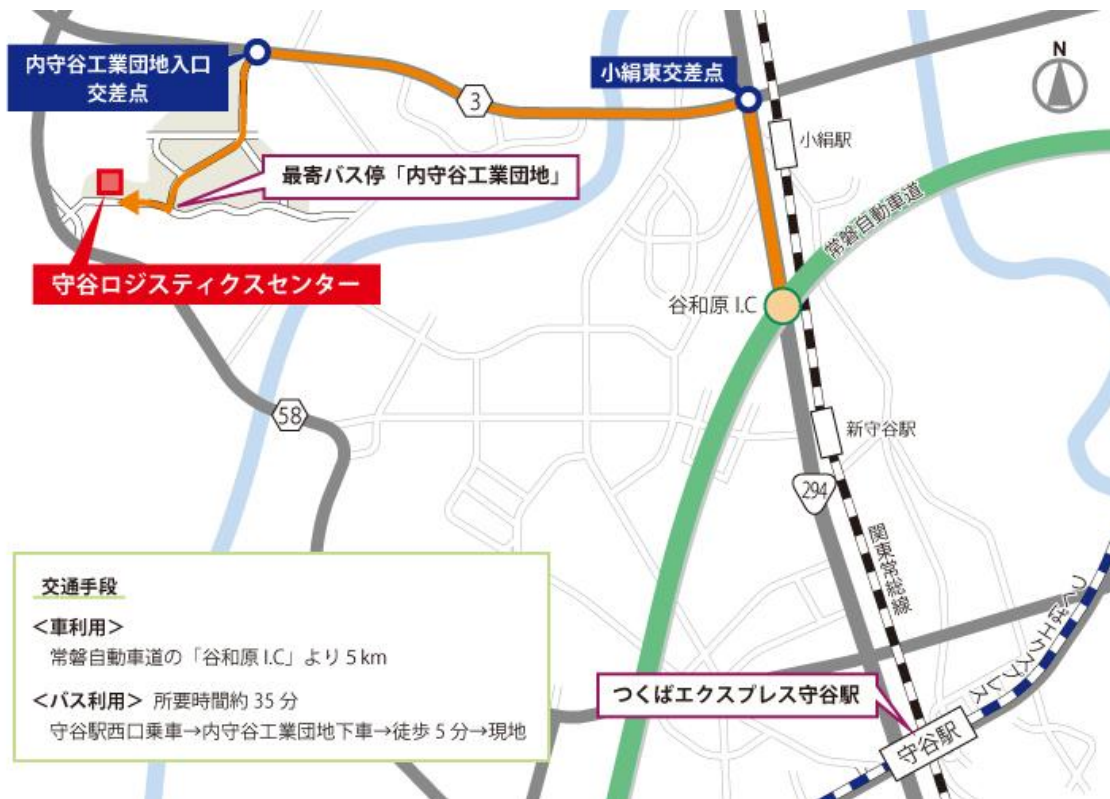 内守谷工業団地入口
交差点
小絹東交差点
N
3
小絹駅
最寄バス停「内守谷工業団地」
常磐自動車道
守谷ロジスティクスセンター
谷和原 I.C
58
新守谷駅
294
関東常総線
交通手段
<車利用>
常磐自動車道の「谷和原 I.C」より 5 km
<バス利用> 所要時間約 35 分
守谷駅西口乗車→内守谷工業団地下車→徒歩 5 分→現地
つくばエクスプレス
つくばエクスプレス守谷駅
守谷駅